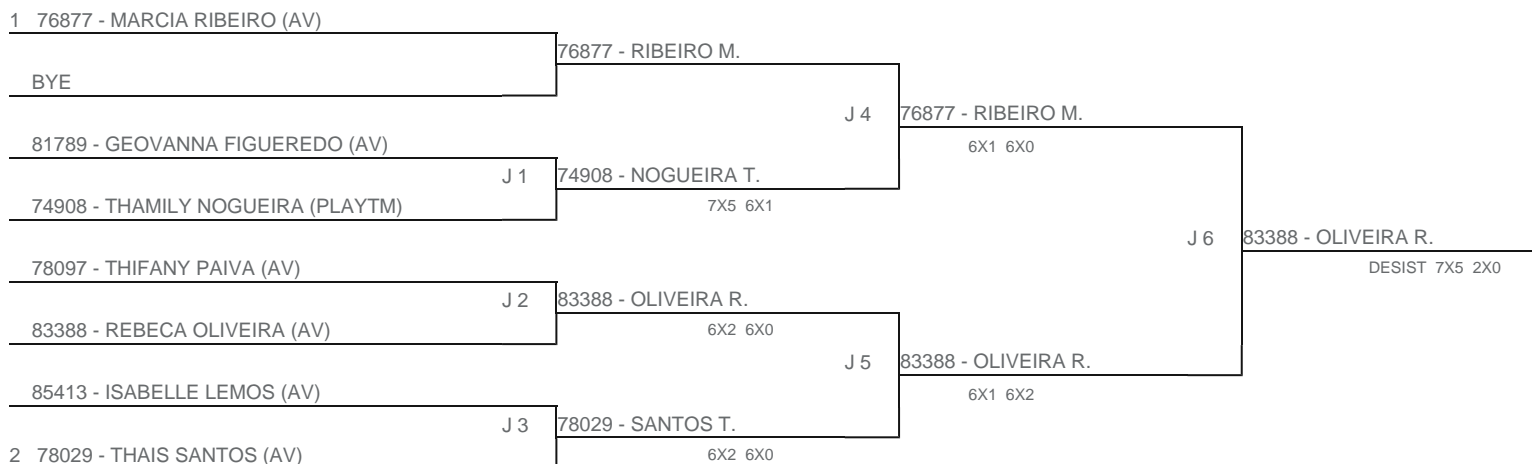 1 76877 - MARCIA RIBEIRO (AV)
76877 - RIBEIRO M.
BYE
J 4
76877 - RIBEIRO M.
6X1 6X0
81789 - GEOVANNA FIGUEREDO (AV)
J 1
74908 - NOGUEIRA T.
7X5 6X1
74908 - THAMILY NOGUEIRA (PLAYTM)
J 6
83388 - OLIVEIRA R.
DESIST 7X5 2X0
78097 - THIFANY PAIVA (AV)
J 2
83388 - OLIVEIRA R.
6X2 6X0
83388 - REBECA OLIVEIRA (AV)
J 5
83388 - OLIVEIRA R.
6X1 6X2
85413 - ISABELLE LEMOS (AV)
J 3
78029 - SANTOS T.
6X2 6X0
2 78029 - THAIS SANTOS (AV)